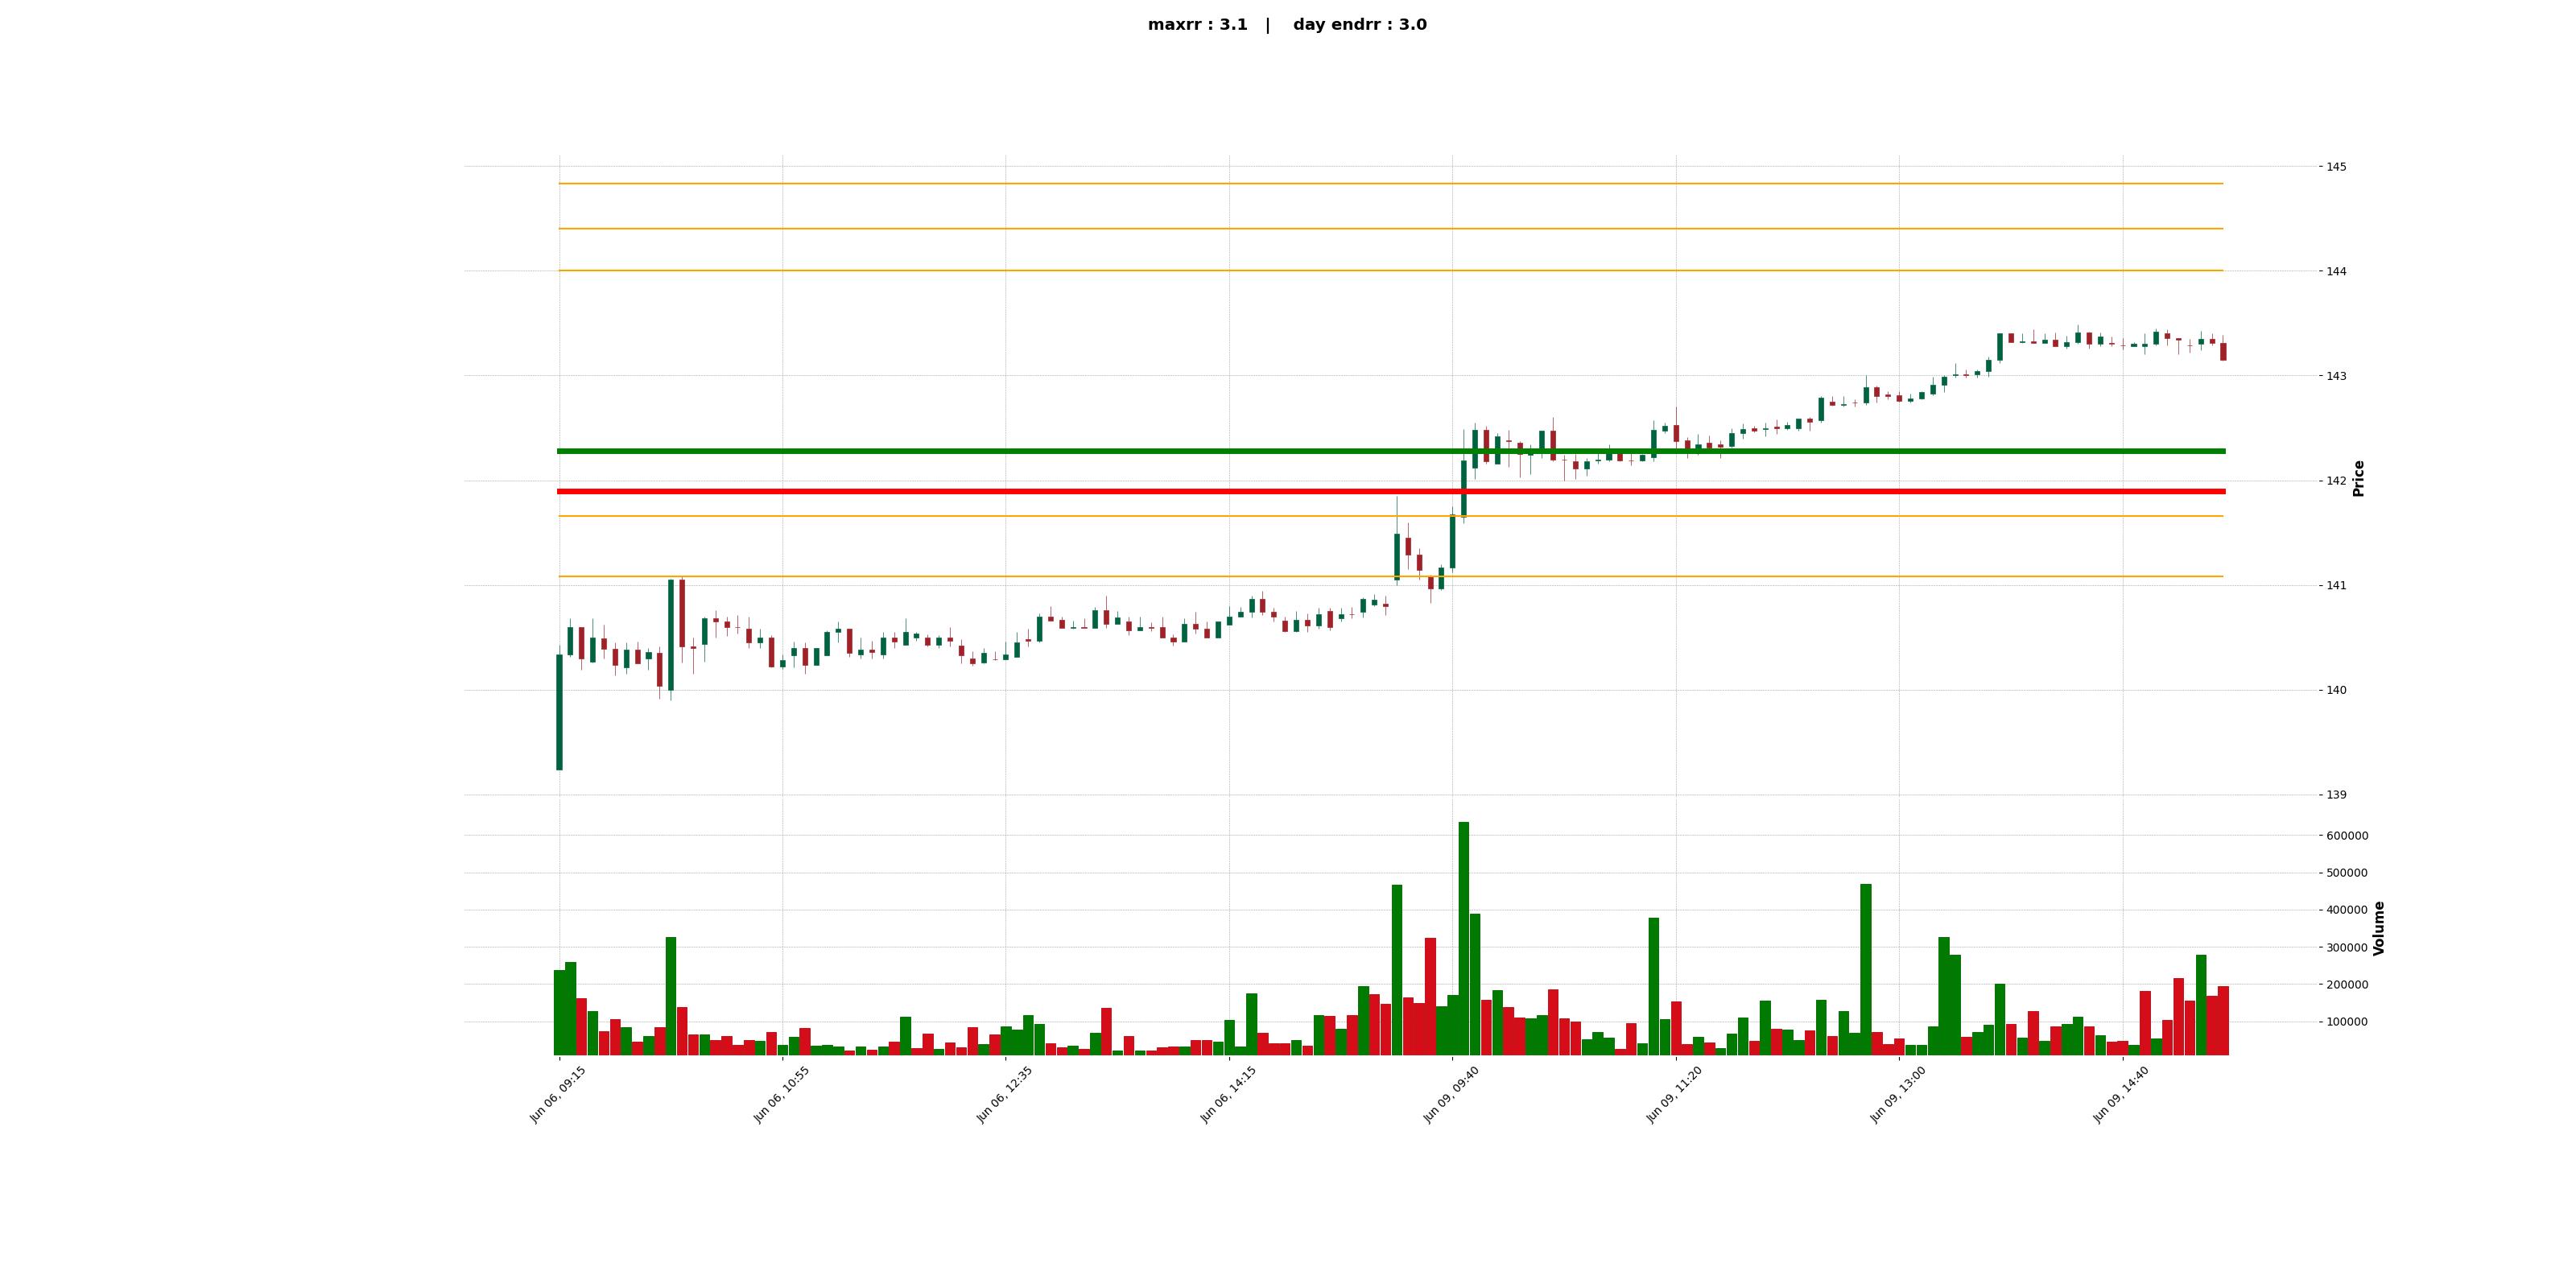 maxrr : 3.1   |    day endrr : 3.0
145
144
143
142
141
140
139
Price
600000
500000
400000
300000
200000
100000
Volume
Jun 06, 09:15
Jun 06, 10:55
Jun 06, 12:35
Jun 06, 14:15
Jun 09, 09:40
Jun 09, 11:20
Jun 09, 13:00
Jun 09, 14:40